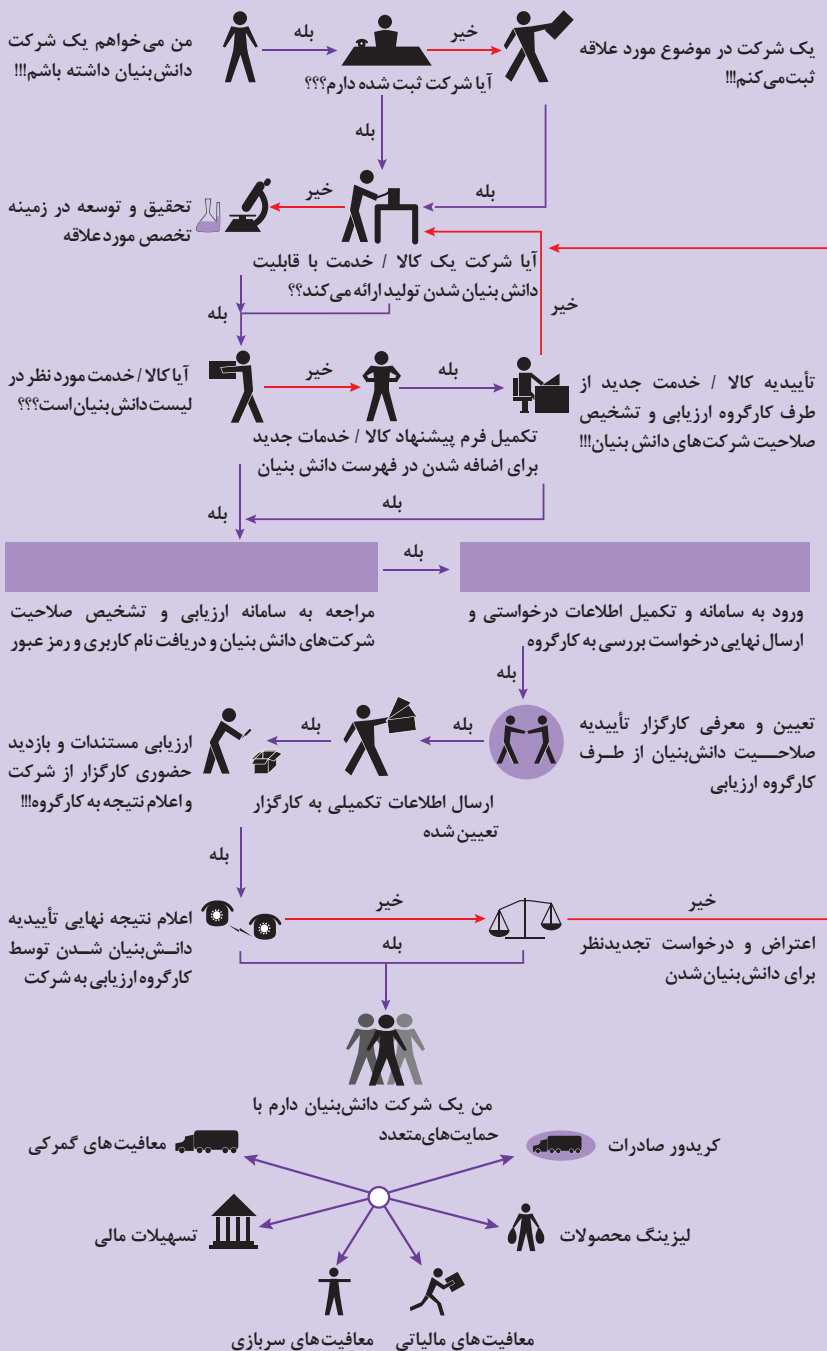 من می‌خواهم یک شرکت
دانش‌بنیان داشته باشم!!!
بله
آیا شرکت ثبت شده دارم؟؟؟
خیر
یک شرکت در موضوع مورد علاقه
ثبت‌می‌کنم!!!
بله
بله
آیا شرکت یک کالا / خدمت با قابلیت
دانش‌بنیان شدن تولید ارائه می‌کند؟؟
خیر
تحقیق و توسعه در زمینه
تخصص موردعلاقه
بله
خیر
آیا کالا / خدمت مورد نظر در
لیست‌دانش‌بنیان‌است؟؟؟
خیر
تکمیل فرم پیشنهاد کالا / خدمات جدید
برای اضافه شدن در فهرست دانش بنیان
بله
تأییدیه کالا / خدمت جدید از
طرف کارگروه ارزیابی و تشخیص
صلاحیت شرکت‌های دانش بنیان!!!
بله
بله
مراجعه به سامانه ارزیابی و تشخیص صلاحیت
شرکت‌های دانش بنیان و دریافت نام کاربری و رمز عبور
بله
ورود به سامانه و تکمیل اطلاعات درخواستی و
ارسال نهایی درخواست بررسی به کارگروه
بله
تعیین و معرفی کارگزار تأییدیه
صلاحـــیت دانش‌بنیان از طــرف
کارگروه ارزیابی
بله
ارسال اطلاعات تکمیلی به کارگزار
تعیین‌شده
بله
ارزیابی مستندات و بازدید
حضوری کارگزار از شرکت
و اعلام نتیجه به کارگروه!!!
بله
اعلام نتیجه نهایی تأییدیه
دانــش‌بنیان شــدن توسط
کارگروه ارزیابی به شرکت
خیر
بله
اعتراض و درخواست تجدیدنظر
برای دانش‌بنیان‌شدن
خیر
من یک شرکت دانش‌بنیان دارم با
حمایت‌های‌متعدد
کریدور صادرات
معافیت‌های گمرکی
لیزینگ محصولات
تسهیلات مالی
معافیت‌های مالیاتی
معافیت‌های سربازی